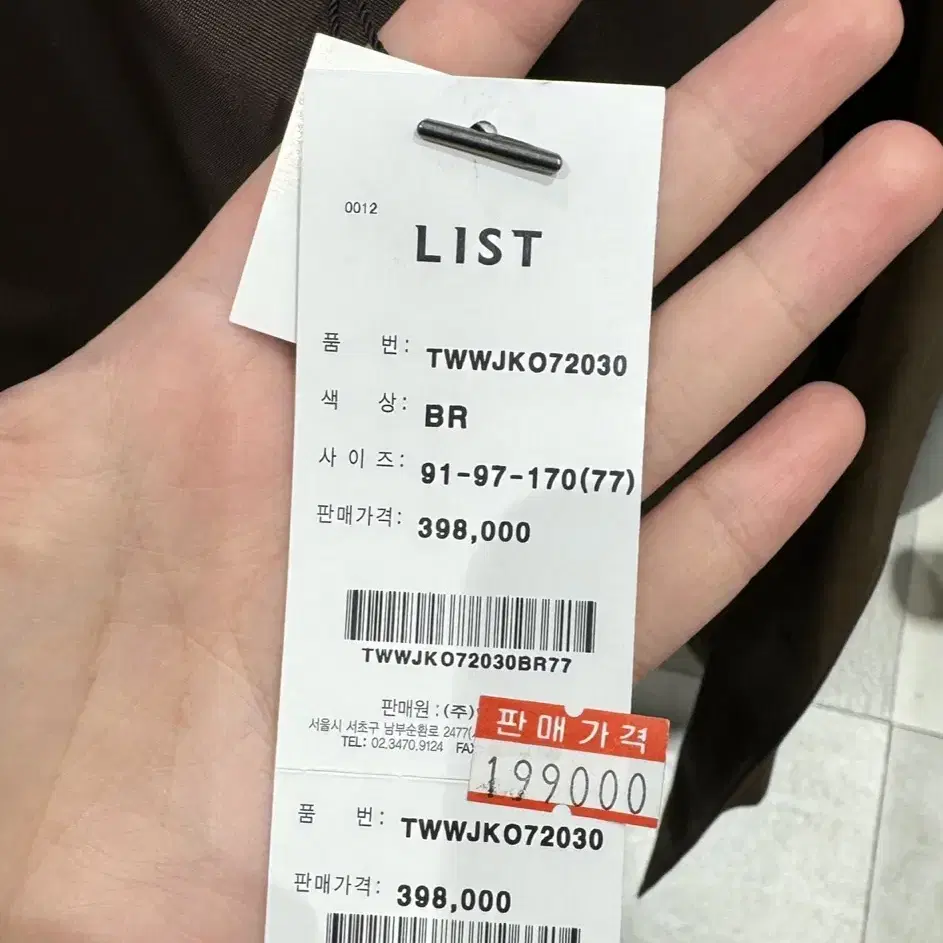 0012
LIST
품 번: TWWJKO72030
색 상: BR
사 이 즈: 91-97-170(77)
판매가격: 398,000
TWWJKO72030BR77
판매원 : (주)
서울시 서초구 남부순환로 2477(
TEL: 02.3470.9124 FAX
판매가격
199000
품 번: TWWJKO72030
판매가격: 398,000